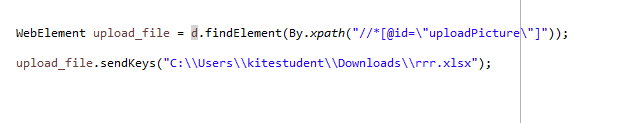 WebElement upload_file = d.findElement(By.xpath("//*[@id=\"uploadPicture\"]"));
upload_file.sendKeys("C:\\Users\\kitestudent\\Downloads\\rrr.xlsx");